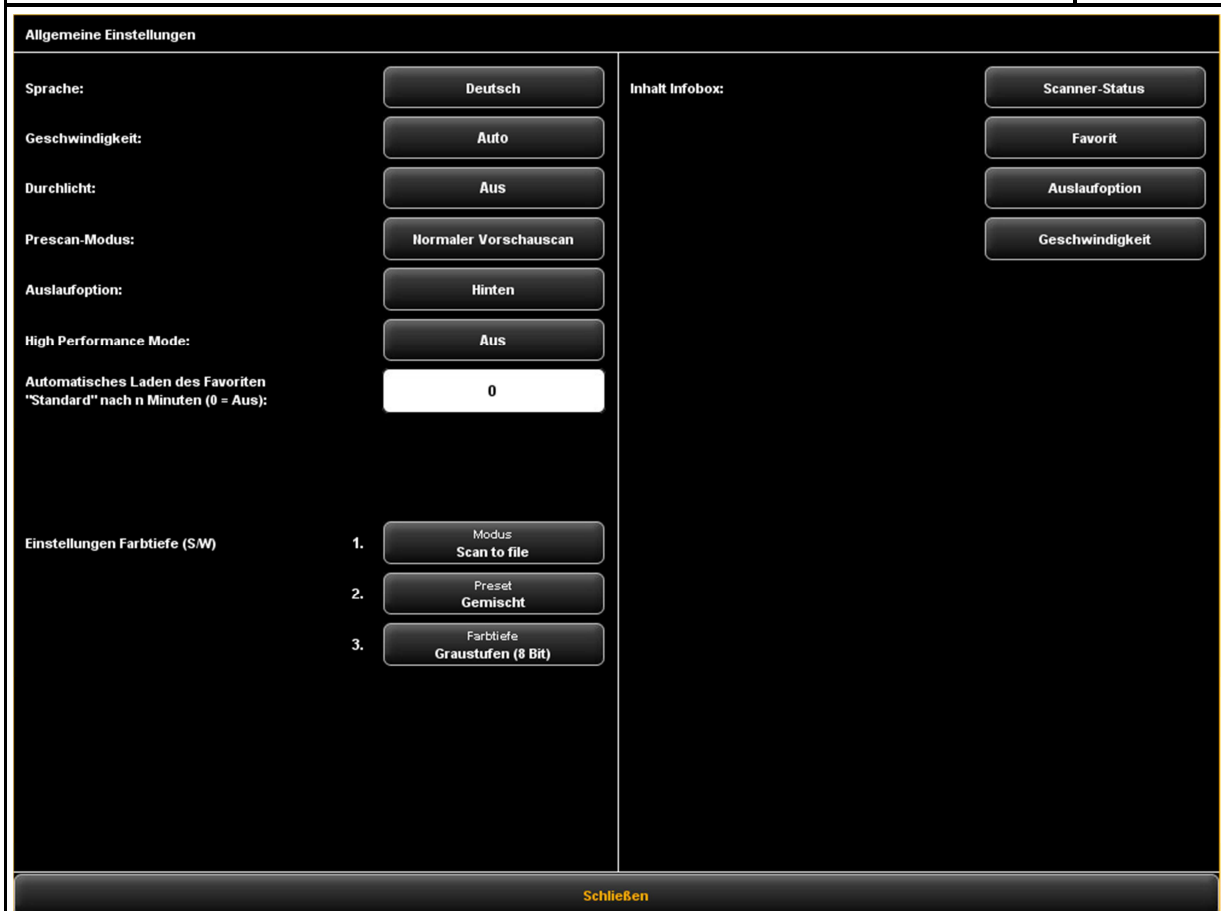 Allgemeine Einstellungen
Sprache:
Deutsch
Geschwindigkeit:
Auto
Durchlicht:
Aus
Prescan-Modus:
Normaler Vorschauscan
Auslaufoption:
Hinten
High Performance Mode:
Aus
Automatisches Laden des Favoriten
"Standard" nach n Minuten (0 = Aus):
0
Einstellungen Farbtiefe (S/W)
1.
Modus
Scan to file
2.
Preset
Gemischt
3.
Farbtiefe
Graustufen (8 Bit)
Inhalt Infobox:
Scanner-Status
Favorit
Auslaufoption
Geschwindigkeit
Schließen